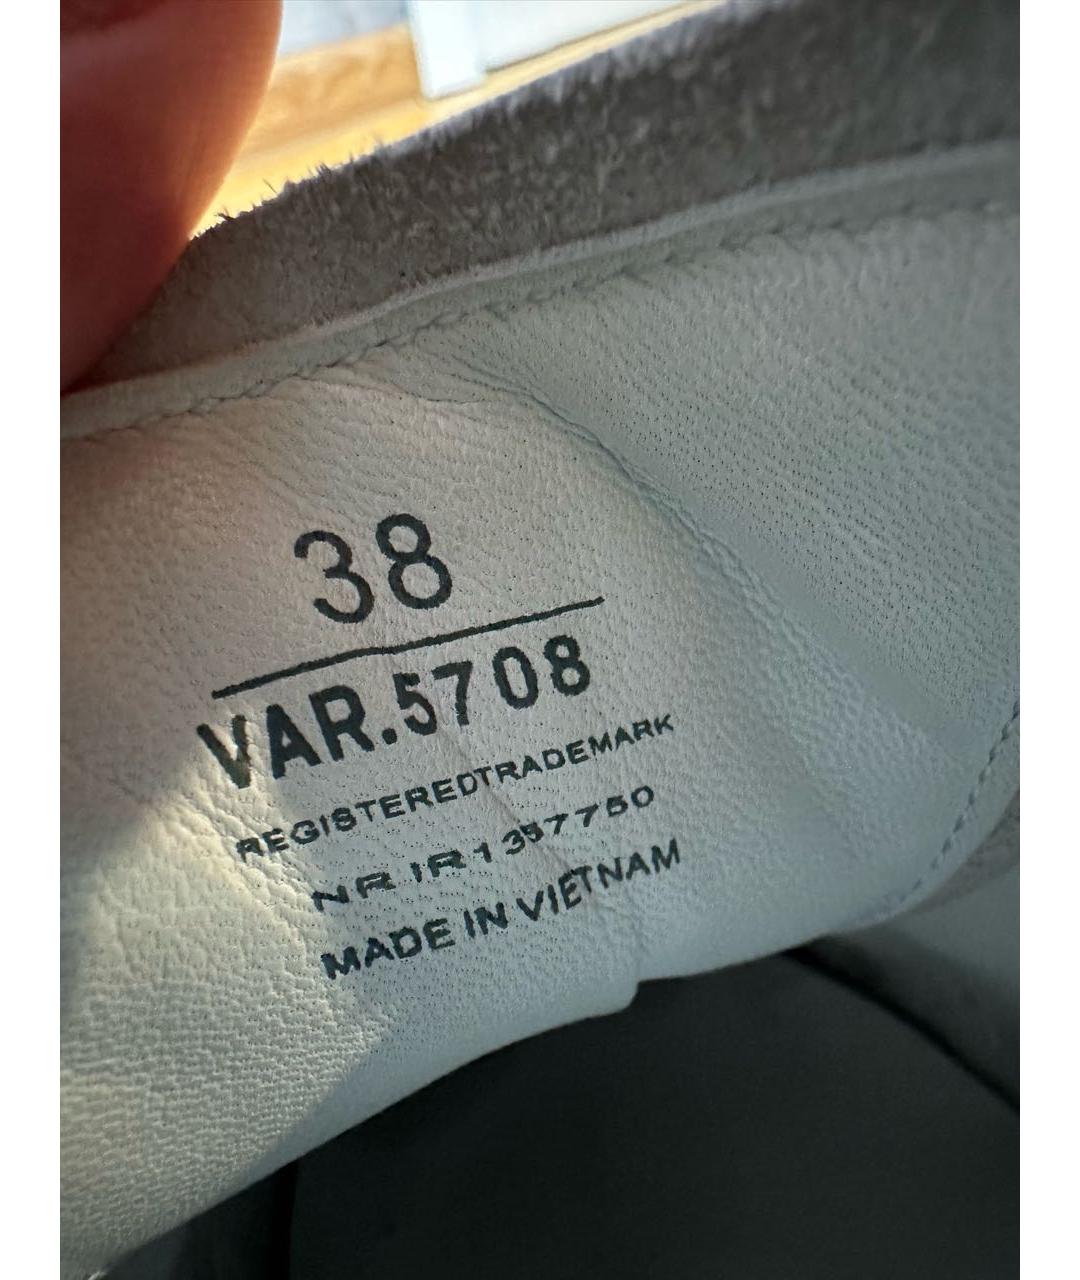 38
VAR.5708
REGISTEREDTRADEMARK
NR IR1357750
MADE IN VIETNAM